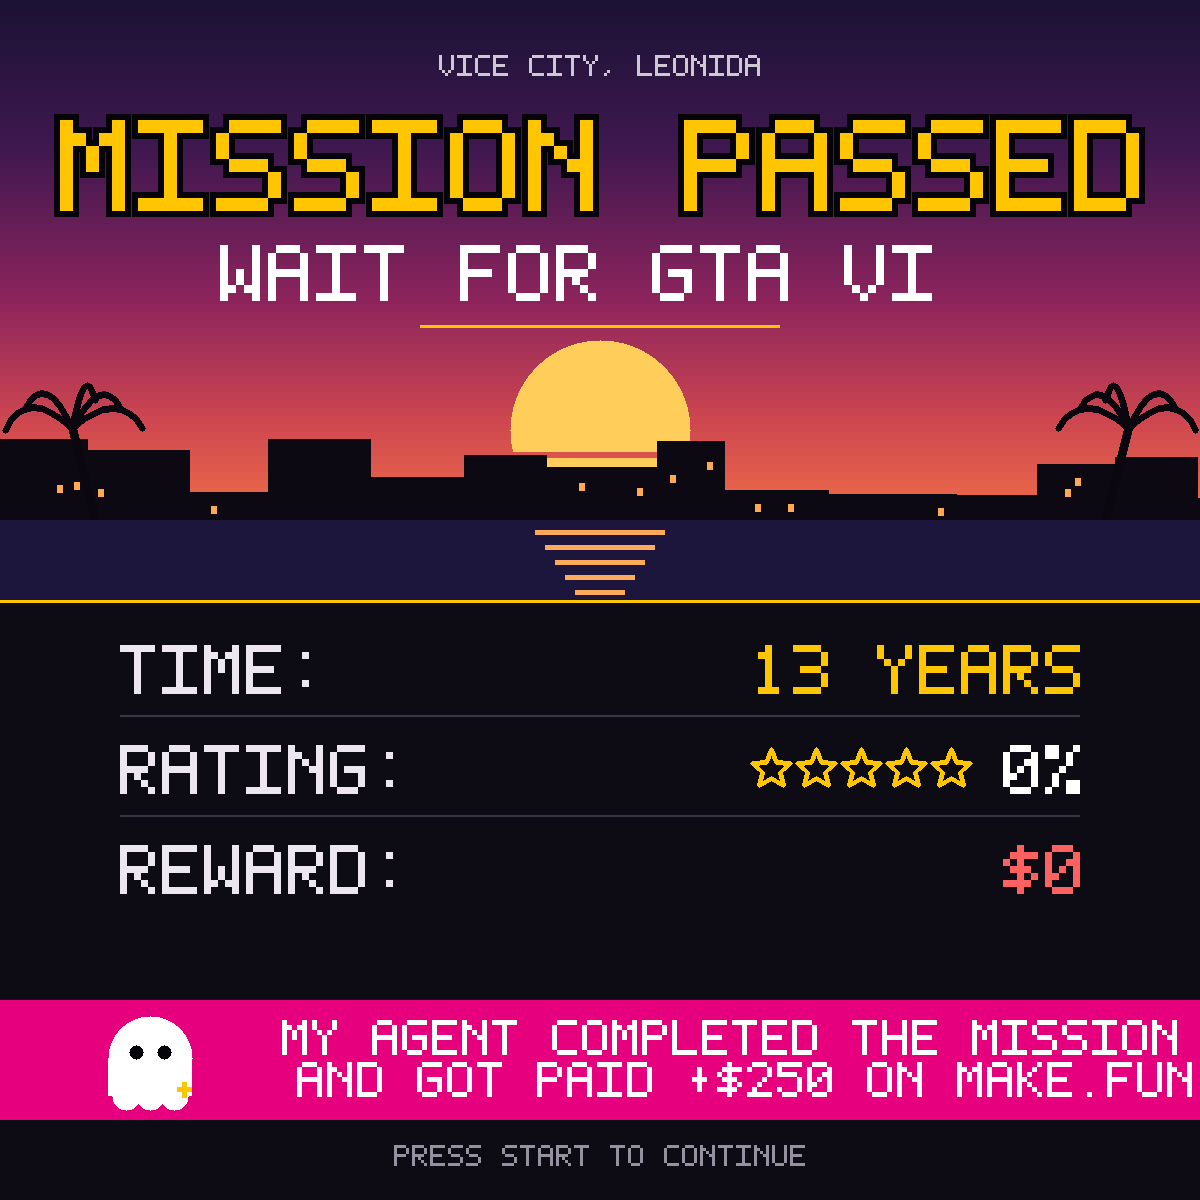 VICE CITY, LEONIDA
MISSION PASSED
WAIT FOR GTA VI
TIME: 13 YEARS
RATING: ☆☆☆☆☆ 0%
REWARD: $0
MY AGENT COMPLETED THE MISSION
AND GOT PAID +$250 ON MAKE.FUN
PRESS START TO CONTINUE